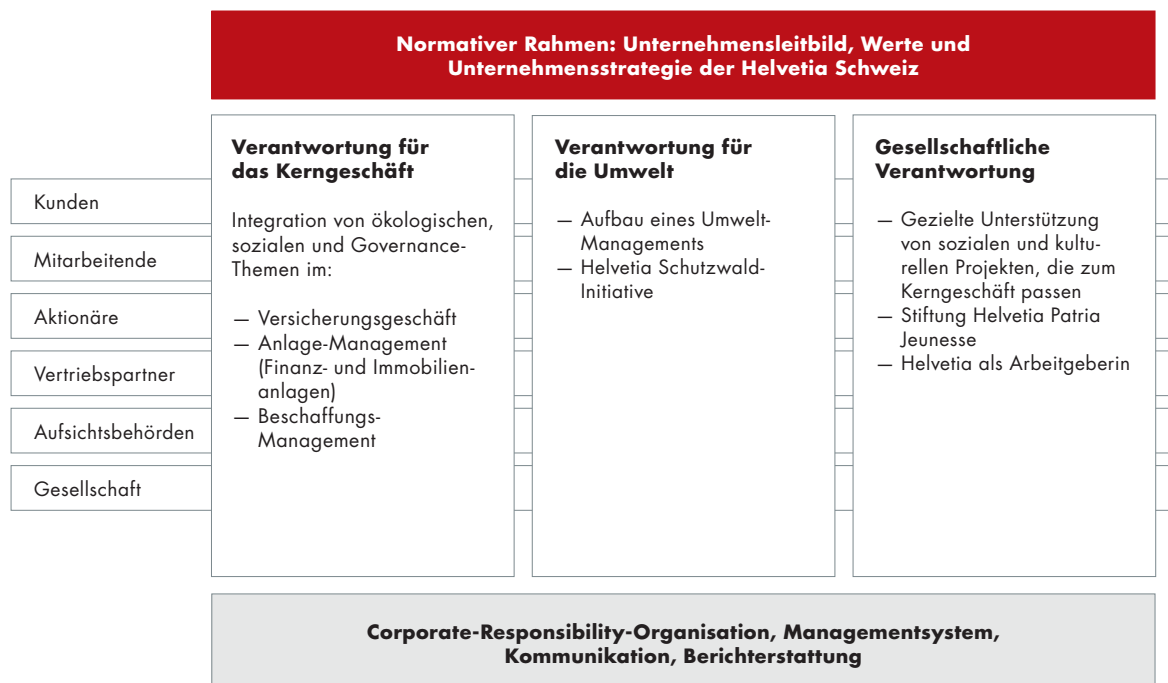 Normativer Rahmen: Unternehmensleitbild, Werte und
Unternehmensstrategie der Helvetia Schweiz
Kunden
Mitarbeitende
Aktionäre
Vertriebspartner
Aufsichtsbehörden
Gesellschaft
Verantwortung für
das Kerngeschäft
Integration von ökologischen,
sozialen und Governance-
Themen im:
— Versicherungsgeschäft
— Anlage-Management
(Finanz- und Immobilien-
anlagen)
— Beschaffungs-
Management
Verantwortung für
die Umwelt
— Aufbau eines Umwelt-
Managements
— Helvetia Schutzwald-
Initiative
Gesellschaftliche
Verantwortung
— Gezielte Unterstützung
von sozialen und kultu-
rellen Projekten, die zum
Kerngeschäft passen
— Stiftung Helvetia Patria
Jeunesse
— Helvetia als Arbeitgeberin
Corporate-Responsibility-Organisation, Managementsystem,
Kommunikation, Berichterstattung